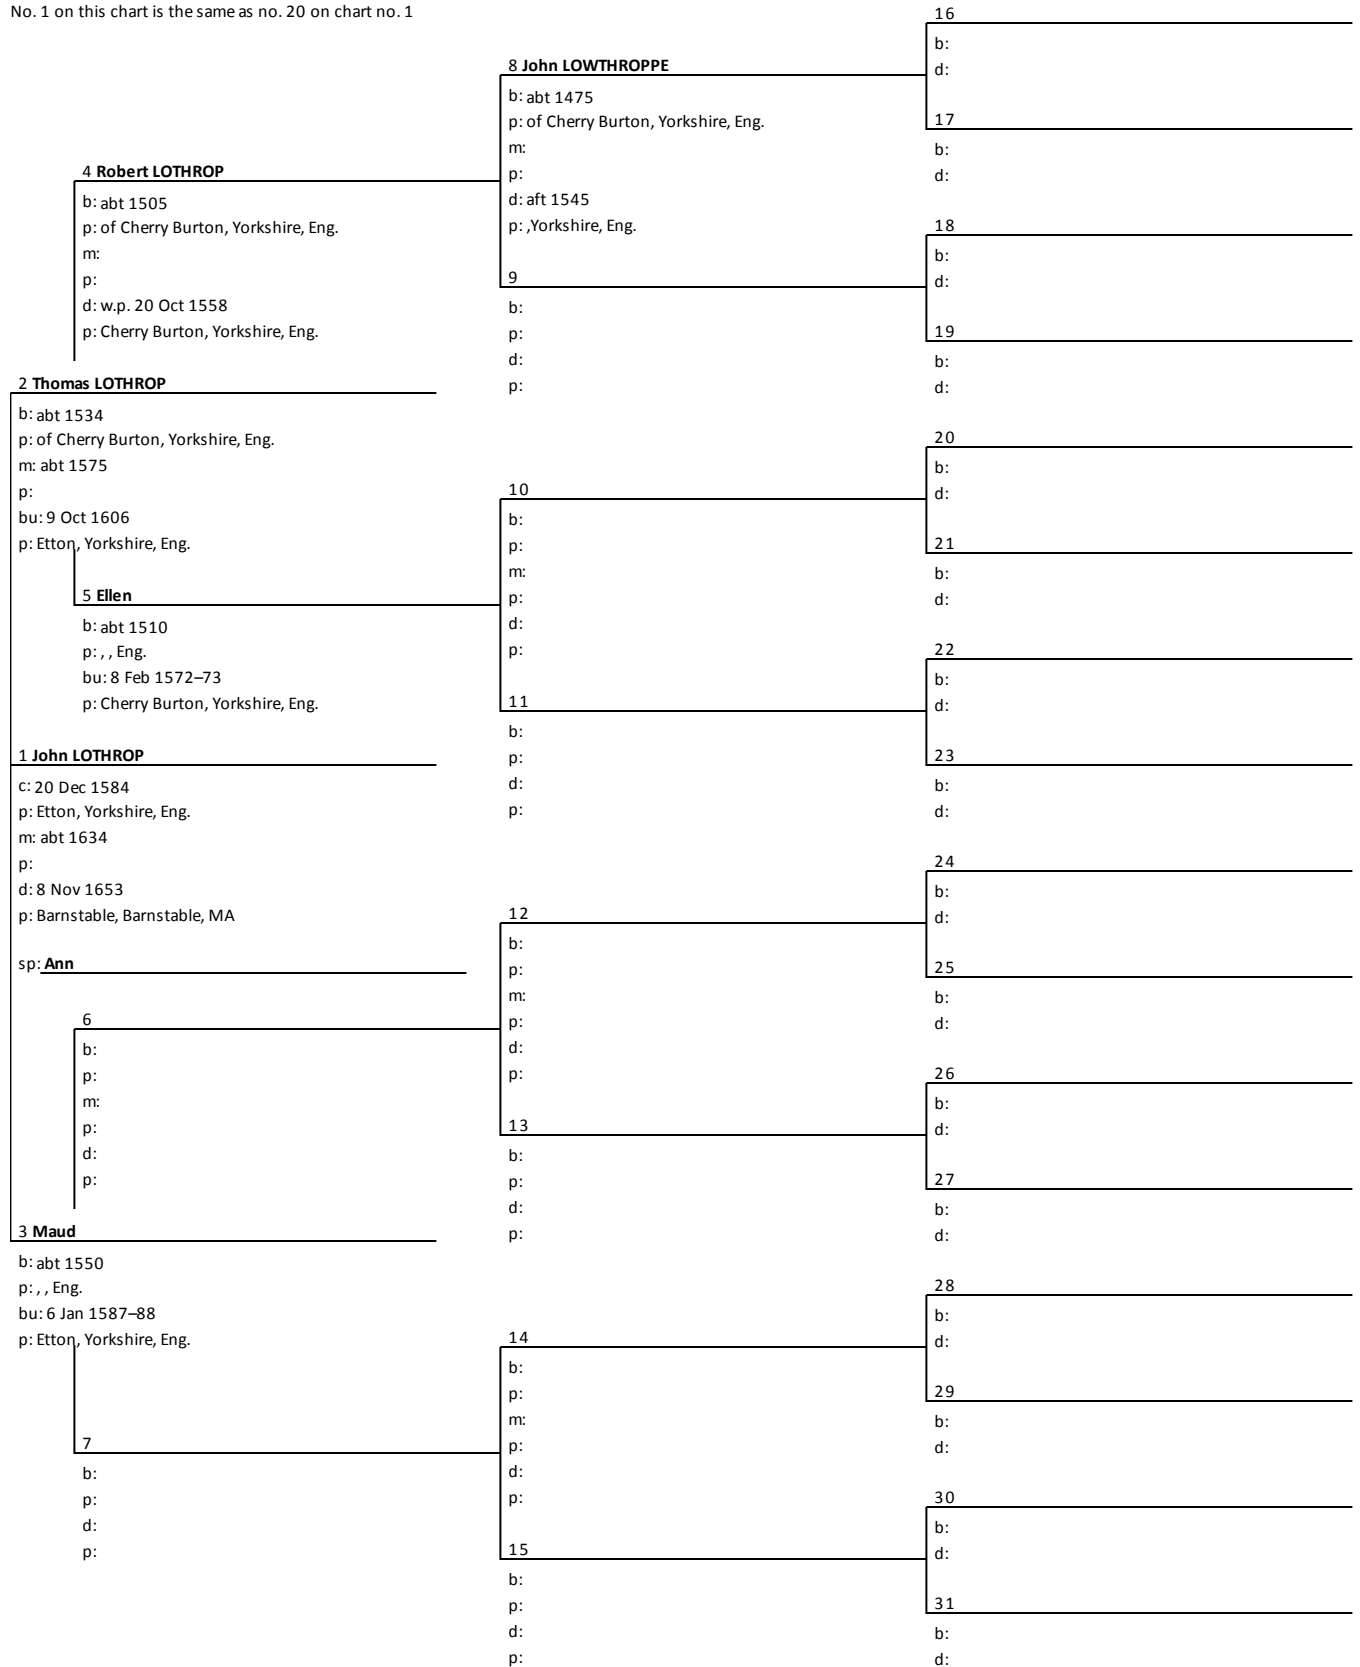 No. 1 on this chart is the same as no. 20 on chart no. 1
4 Robert LOTHROP
b: abt 1505
p: of Cherry Burton, Yorkshire, Eng.
m:
p:
d: w.p. 20 Oct 1558
p: Cherry Burton, Yorkshire, Eng.
2 Thomas LOTHROP
b: abt 1534
p: of Cherry Burton, Yorkshire, Eng.
m: abt 1575
p:
bu: 9 Oct 1606
p: Etton, Yorkshire, Eng.
5 Ellen
b: abt 1510
p: , , Eng.
bu: 8 Feb 1572–73
p: Cherry Burton, Yorkshire, Eng.
1 John LOTHROP
c: 20 Dec 1584
p: Etton, Yorkshire, Eng.
m: abt 1634
p:
d: 8 Nov 1653
p: Barnstable, Barnstable, MA
sp: Ann
6
b:
p:
m:
p:
d:
p:
3 Maud
b: abt 1550
p: , , Eng.
bu: 6 Jan 1587–88
p: Etton, Yorkshire, Eng.
7
b:
p:
d:
p:
8 John LOWTHROPPE
b: abt 1475
p: of Cherry Burton, Yorkshire, Eng.
m:
p:
d: aft 1545
p: ,Yorkshire, Eng.
9
b:
p:
d:
p:
10
b:
p:
m:
p:
d:
p:
11
b:
p:
d:
p:
12
b:
p:
m:
p:
d:
p:
13
b:
p:
d:
p:
14
b:
p:
m:
p:
d:
p:
15
b:
p:
d:
p:
16
b:
d:
17
b:
d:
18
b:
d:
19
b:
d:
20
b:
d:
21
b:
d:
22
b:
d:
23
b:
d:
24
b:
d:
25
b:
d:
26
b:
d:
27
b:
d:
28
b:
d:
29
b:
d:
30
b:
d:
31
b:
d: